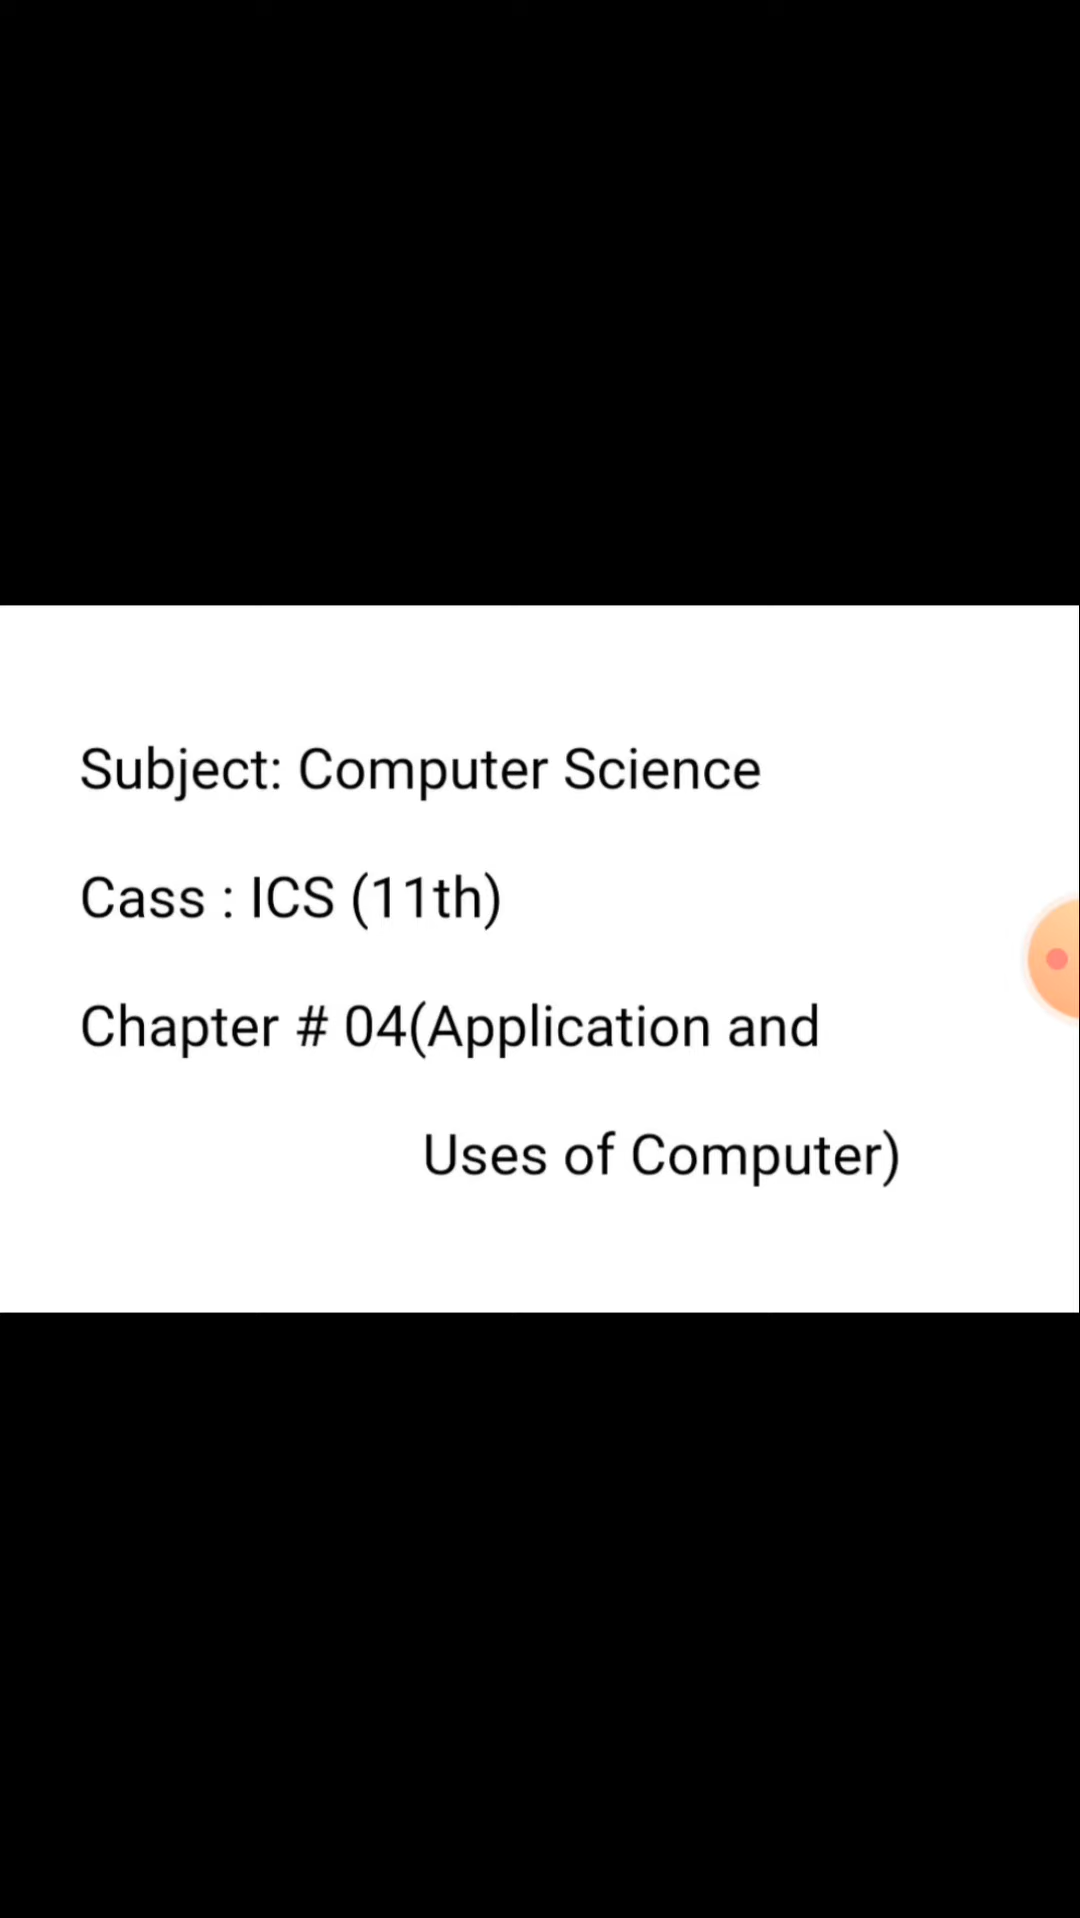 Subject: Computer Science
Cass : ICS (11th)
Chapter # 04(Application and
Uses of Computer)